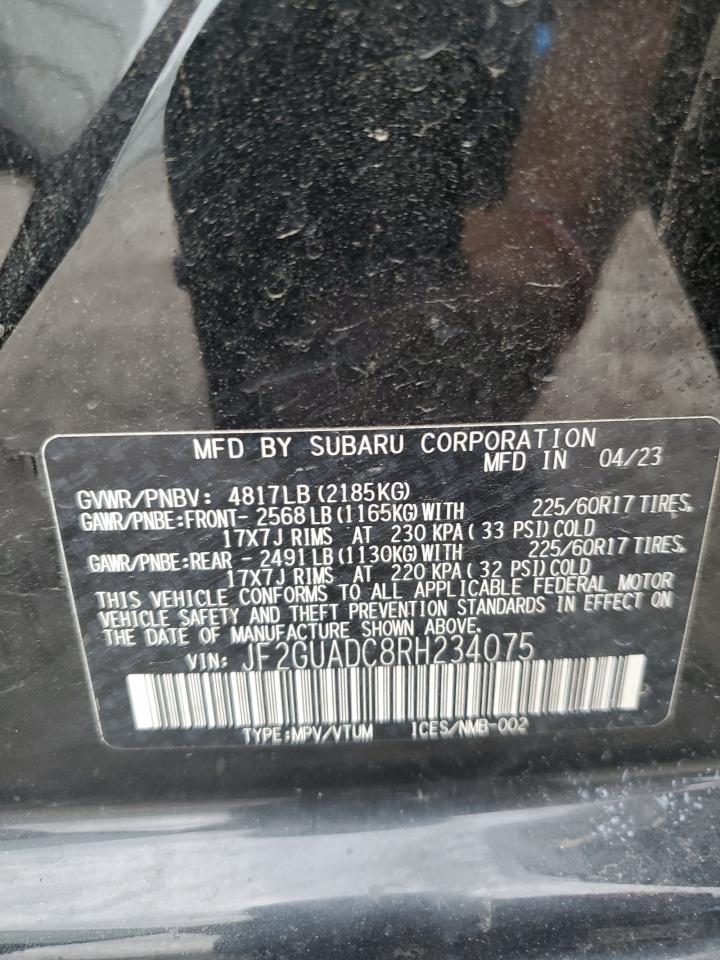 MFD BY SUBARU CORPORATION
MFD IN 04/23
GVWR/PNBV: 4817LB (2185KG)
GAWR/PNBE:FRONT- 2568 LB (1165KG) WITH 225/60R17 TIRES,
17X7J RIMS AT 230 KPA ( 33 PSI) COLD
GAWR/PNBE:REAR - 2491 LB (1130KG) WITH 225/60R17 TIRES,
17X7J RIMS AT 220 KPA ( 32 PSI) COLD
THIS VEHICLE CONFORMS TO ALL APPLICABLE FEDERAL MOTOR
VEHICLE SAFETY AND THEFT PREVENTION STANDARDS IN EFFECT ON
THE DATE OF MANUFACTURE SHOWN ABOVE.
VIN: JF2GUADC8RH234075
TYPE:MPV/VTUM ICES/NMB-002